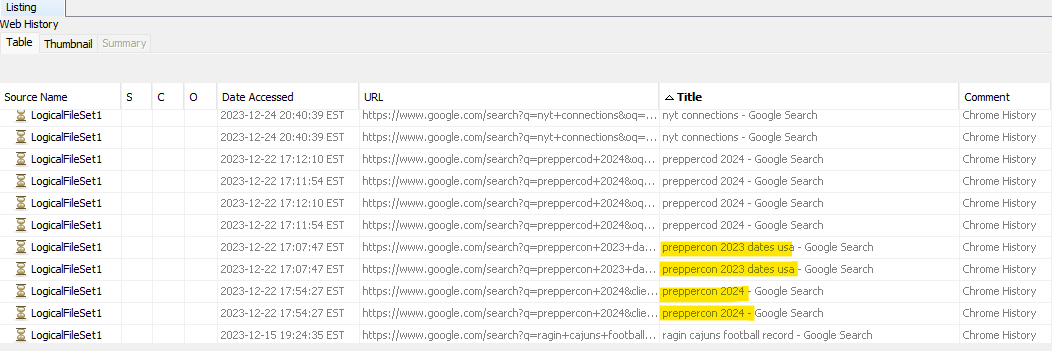 Listing
Web History
Table Thumbnail Summary
Source Name S C O Date Accessed URL Title Comment
LogicalFileSet1 2023-12-24 20:40:39 EST https://www.google.com/search?q=nyt+connections&oq=... nyt connections - Google Search Chrome History
LogicalFileSet1 2023-12-24 20:40:39 EST https://www.google.com/search?q=nyt+connections&oq=... nyt connections - Google Search Chrome History
LogicalFileSet1 2023-12-22 17:12:10 EST https://www.google.com/search?q=preppercod+2024&oq... preppercod 2024 - Google Search Chrome History
LogicalFileSet1 2023-12-22 17:11:54 EST https://www.google.com/search?q=preppercod+2024&oq... preppercod 2024 - Google Search Chrome History
LogicalFileSet1 2023-12-22 17:12:10 EST https://www.google.com/search?q=preppercod+2024&oq... preppercod 2024 - Google Search Chrome History
LogicalFileSet1 2023-12-22 17:11:54 EST https://www.google.com/search?q=preppercod+2024&oq... preppercod 2024 - Google Search Chrome History
LogicalFileSet1 2023-12-22 17:07:47 EST https://www.google.com/search?q=preppercon+2023+da... preppercon 2023 dates usa - Google Search Chrome History
LogicalFileSet1 2023-12-22 17:07:47 EST https://www.google.com/search?q=preppercon+2023+da... preppercon 2023 dates usa - Google Search Chrome History
LogicalFileSet1 2023-12-22 17:54:27 EST https://www.google.com/search?q=preppercon+2024&clie... preppercon 2024 - Google Search Chrome History
LogicalFileSet1 2023-12-22 17:54:27 EST https://www.google.com/search?q=preppercon+2024&clie... preppercon 2024 - Google Search Chrome History
LogicalFileSet1 2023-12-15 19:24:35 EST https://www.google.com/search?q=ragin+cajuns+football... ragin cajuns football record - Google Search Chrome History